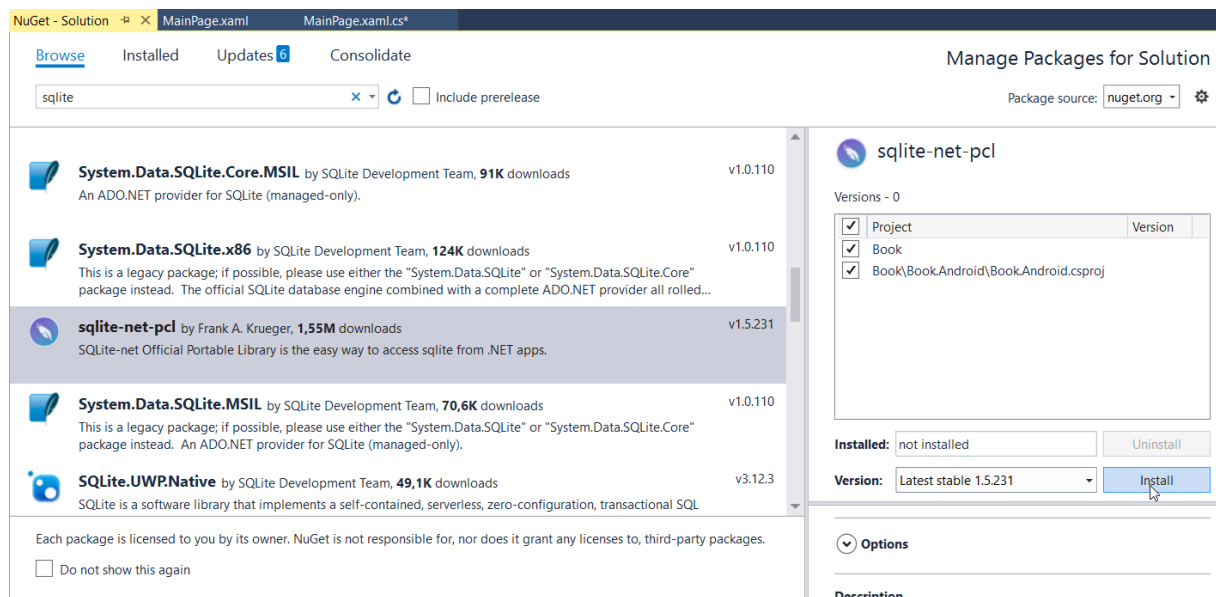 NuGet - Solution
MainPage.xaml
MainPage.xaml.cs*
Browse
Installed
Updates 6
Consolidate
Manage Packages for Solution
sqlite
Include prerelease
Package source: nuget.org
System.Data.SQLite.Core.MSIL by SQLite Development Team, 91K downloads
v1.0.110
An ADO.NET provider for SQLite (managed-only).
System.Data.SQLite.x86 by SQLite Development Team, 124K downloads
v1.0.110
This is a legacy package; if possible, please use either the "System.Data.SQLite" or "System.Data.SQLite.Core"
package instead. The official SQLite database engine combined with a complete ADO.NET provider all rolled...
sqlite-net-pcl by Frank A. Krueger, 1,55M downloads
v1.5.231
SQLite-net Official Portable Library is the easy way to access sqlite from .NET apps.
System.Data.SQLite.MSIL by SQLite Development Team, 70,6K downloads
v1.0.110
This is a legacy package; if possible, please use either the "System.Data.SQLite" or "System.Data.SQLite.Core"
package instead. An ADO.NET provider for SQLite (managed-only).
SQLite.UWP.Native by SQLite Development Team, 49,1K downloads
v3.12.3
SQLite is a software library that implements a self-contained, serverless, zero-configuration, transactional SQL
Each package is licensed to you by its owner. NuGet is not responsible for, nor does it grant any licenses to, third-party packages.
Do not show this again
sqlite-net-pcl
Versions - 0
Project
Version
Book
Book\Book.Android\Book.Android.csproj
Installed: not installed
Uninstall
Version: Latest stable 1.5.231
Install
Options
Description